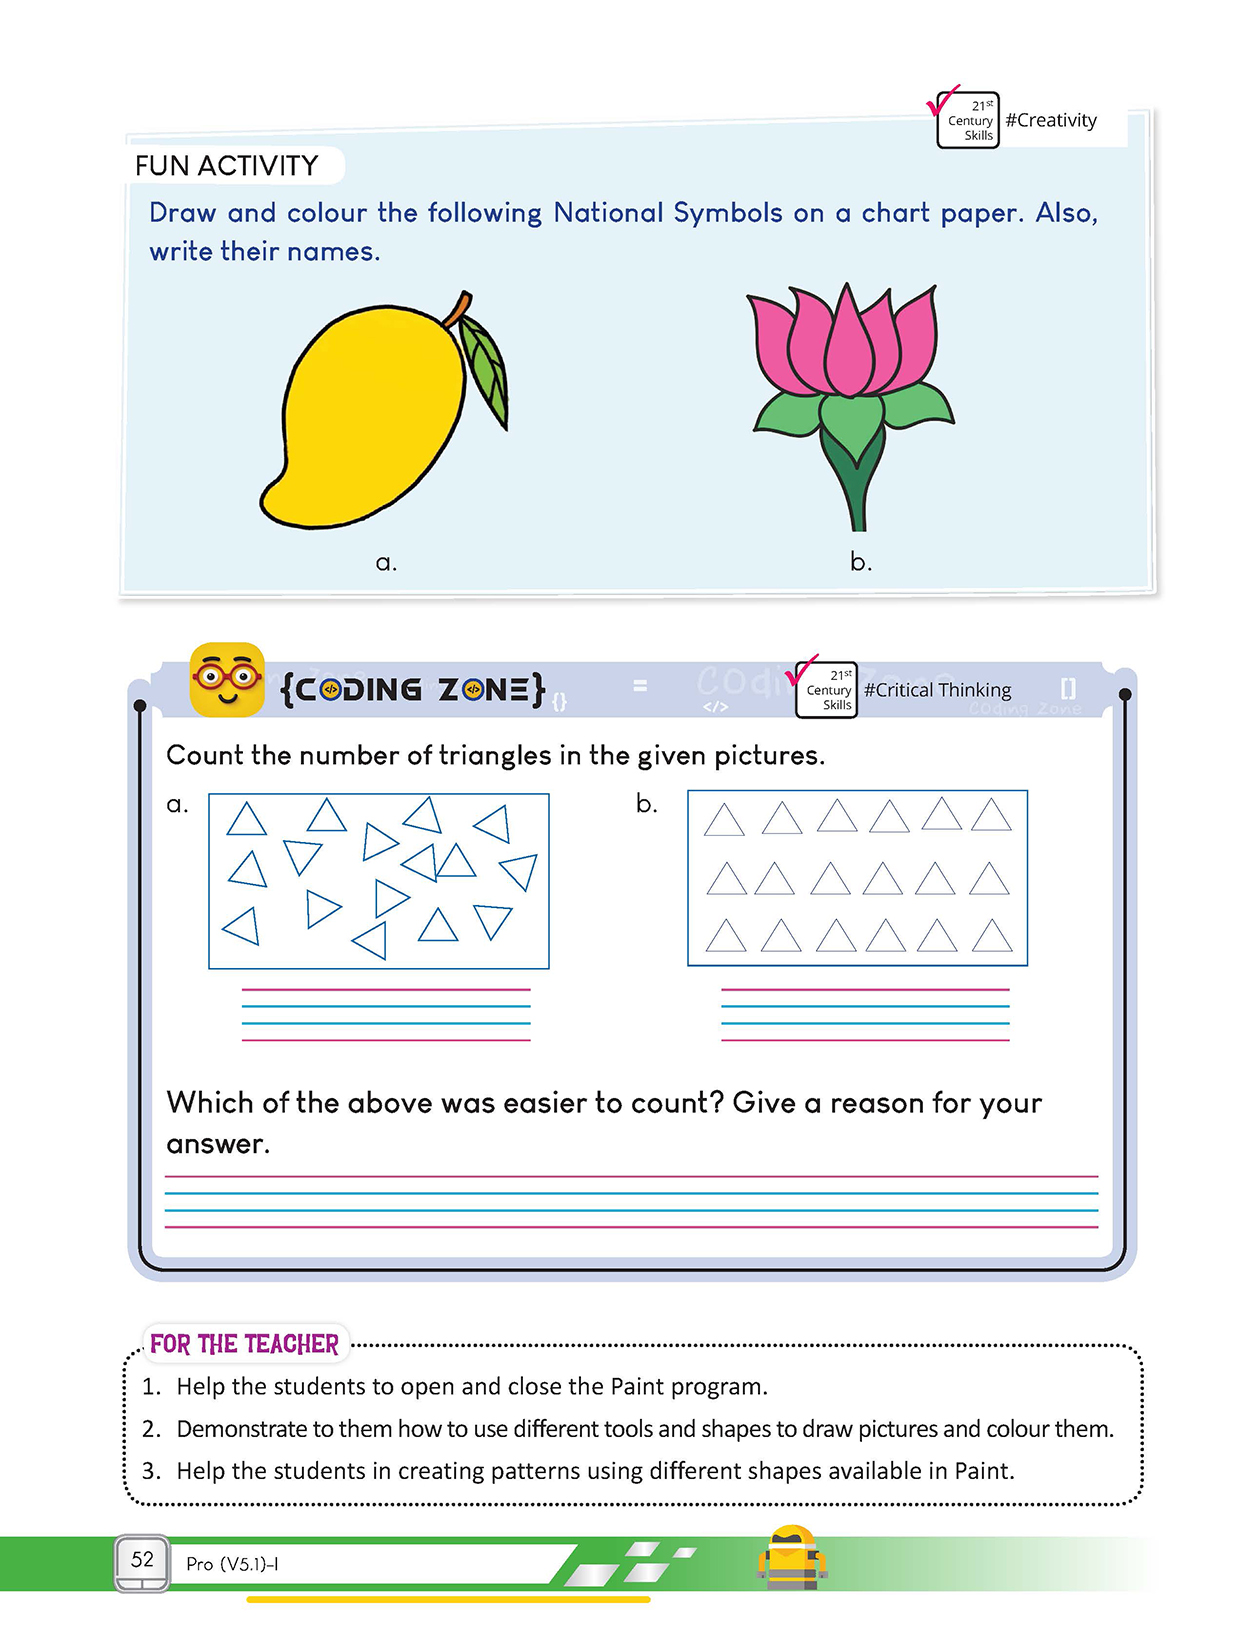 21st
Century
Skills
#Creativity
FUN ACTIVITY
Draw and colour the following National Symbols on a chart paper. Also,
write their names.
a.
b.
{CODING ZONE}
{}
=
</>
21st
Century
Skills
#Critical Thinking
[]
Coding Zone
Count the number of triangles in the given pictures.
a.
b.
Which of the above was easier to count? Give a reason for your
answer.
FOR THE TEACHER
1. Help the students to open and close the Paint program.
2. Demonstrate to them how to use different tools and shapes to draw pictures and colour them.
3. Help the students in creating patterns using different shapes available in Paint.
52
Pro (V5.1)-I